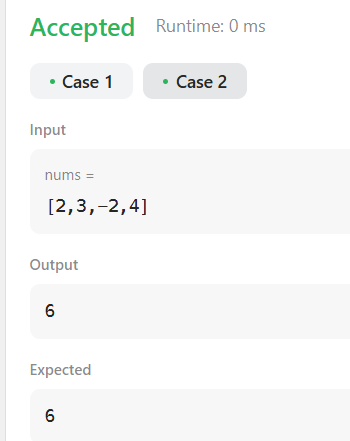 Accepted Runtime: 0 ms
• Case 1 • Case 2
Input
nums =
[2,3,−2,4]
Output
6
Expected
6